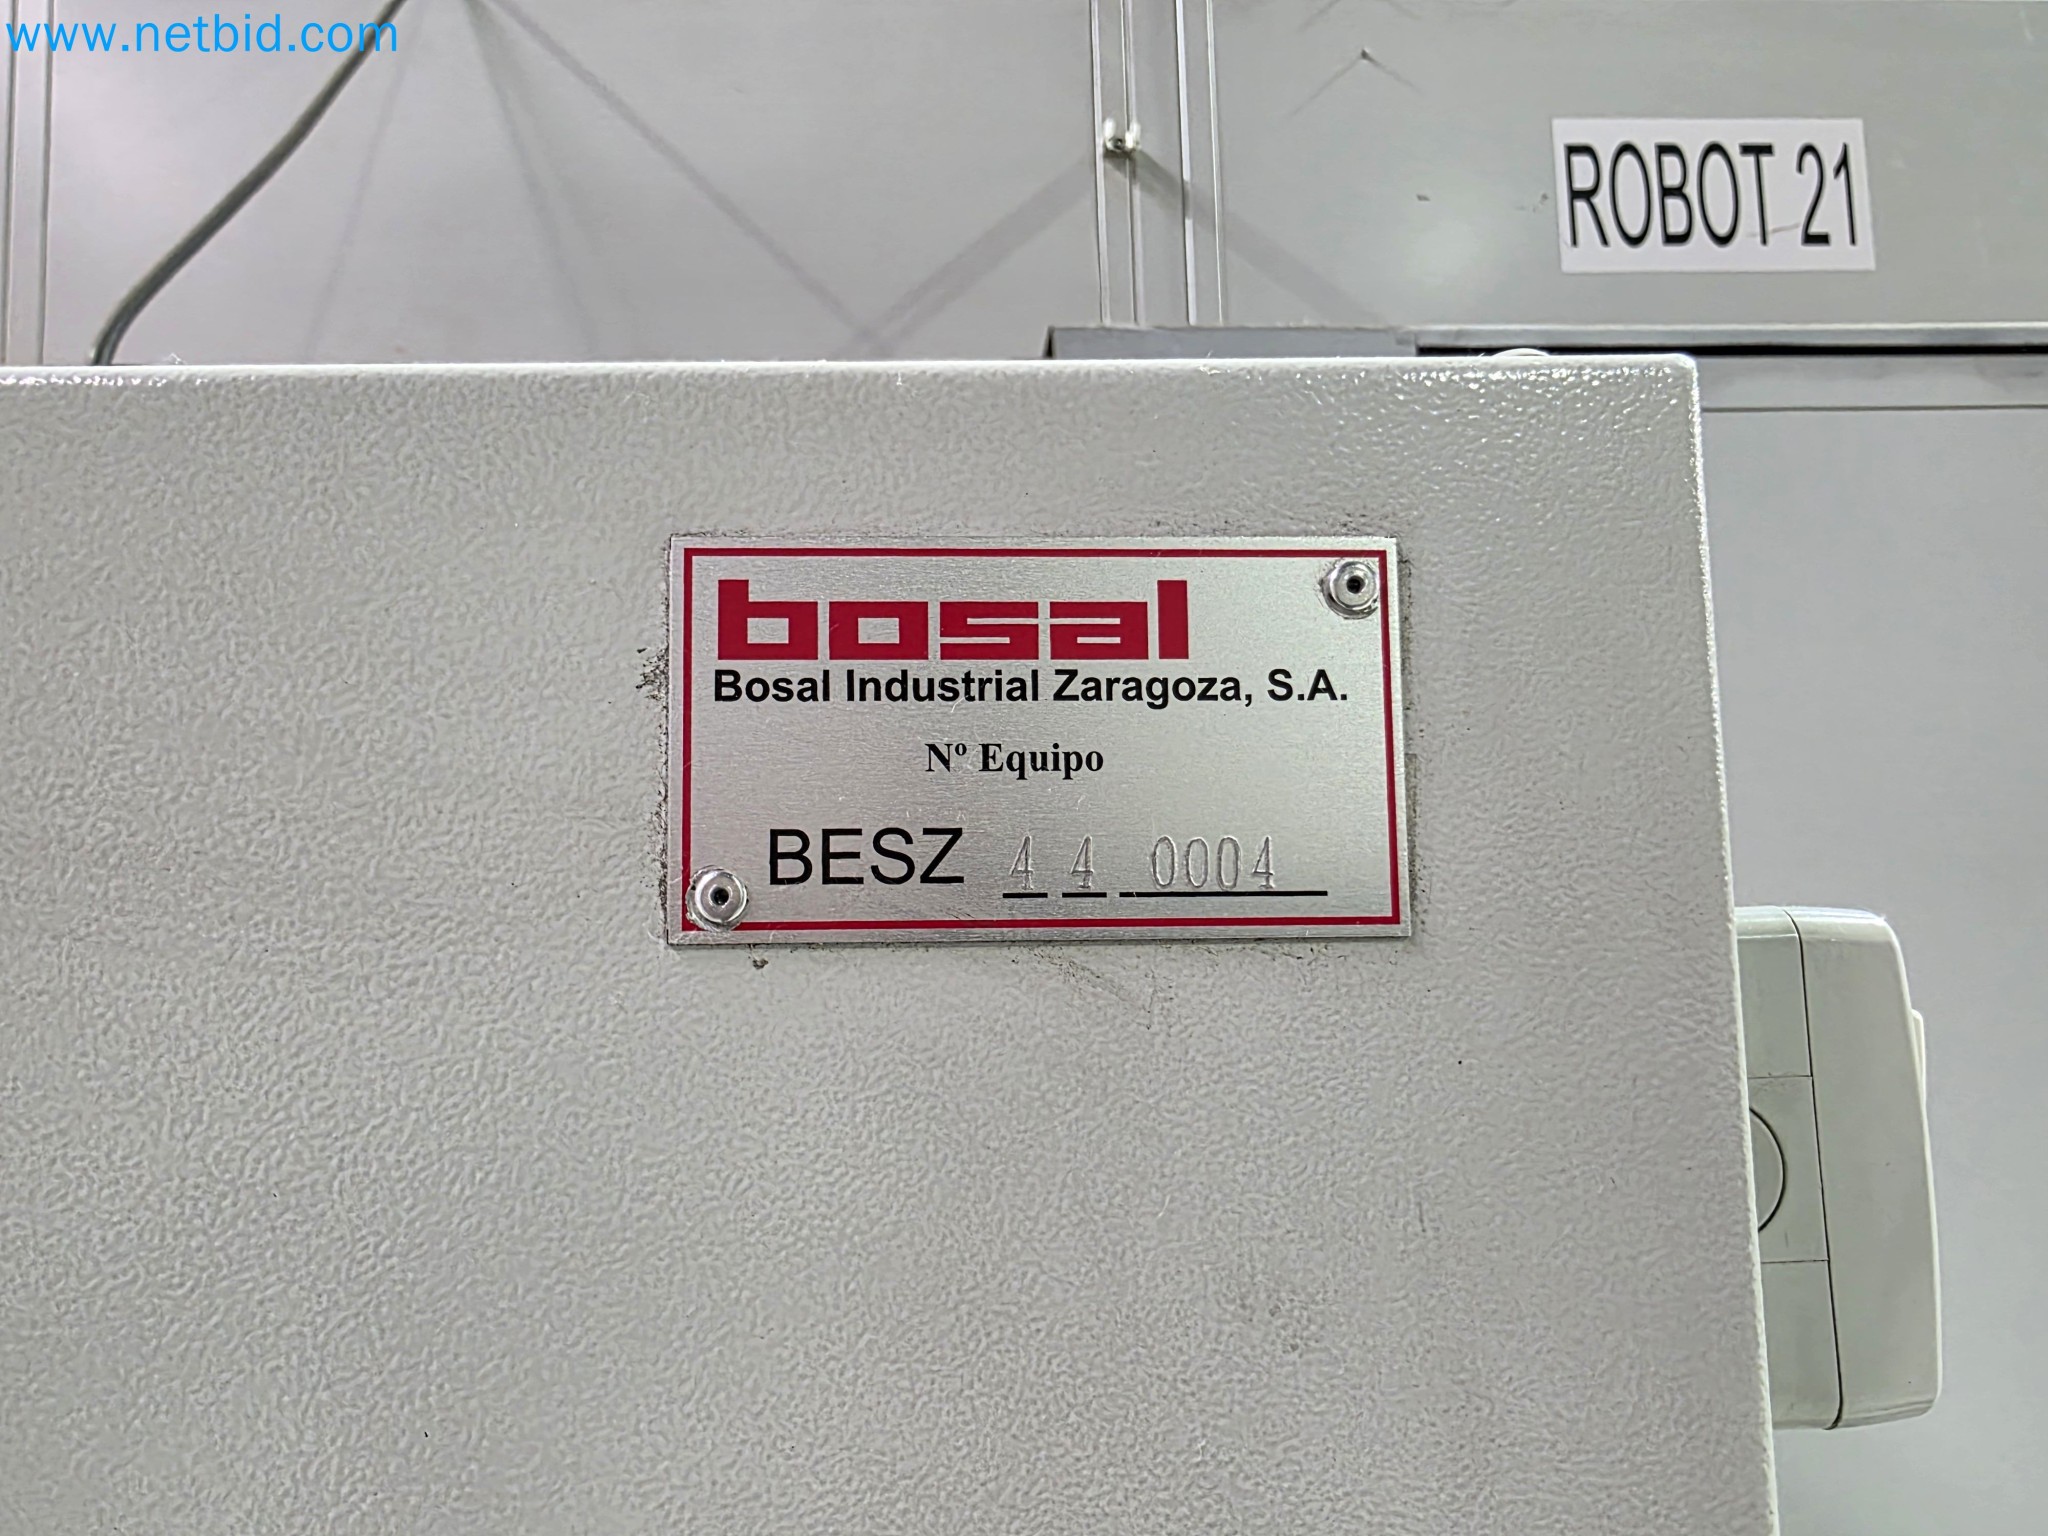 www.netbid.com
ROBOT 21
bosal
Bosal Industrial Zaragoza, S.A.
Nº Equipo
BESZ 4 4 0004